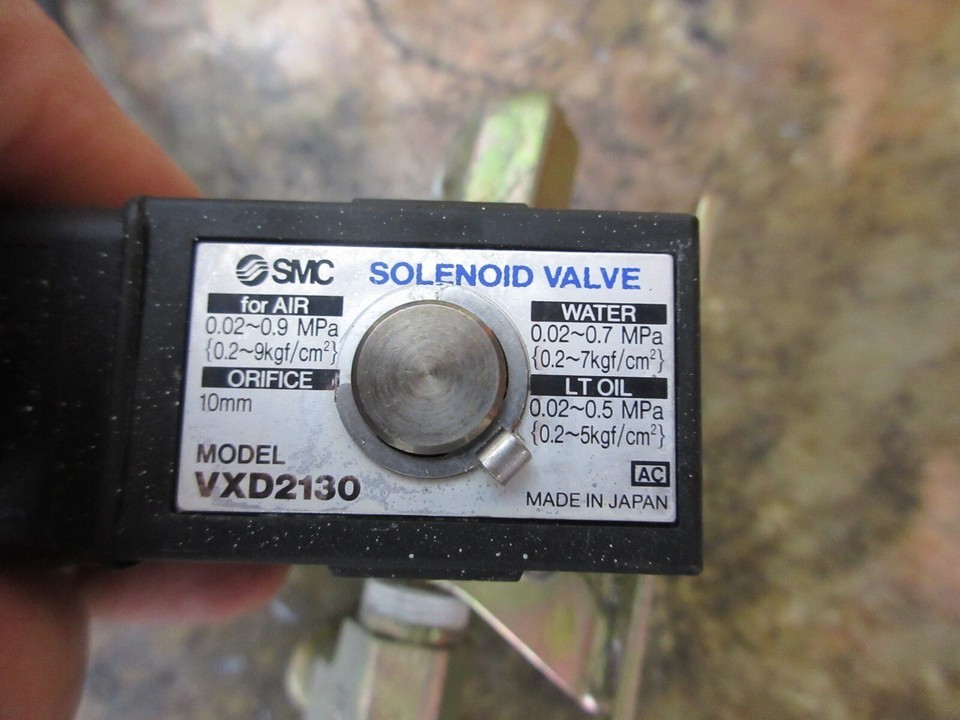 SMC SOLENOID VALVE
for AIR
0.02~0.9 MPa
{0.2~9kgf/cm²}
ORIFICE
10mm
MODEL
VXD2130
WATER
0.02~0.7 MPa
{0.2~7kgf/cm²}
LT OIL
0.02~0.5 MPa
{0.2~5kgf/cm²}
AC
MADE IN JAPAN